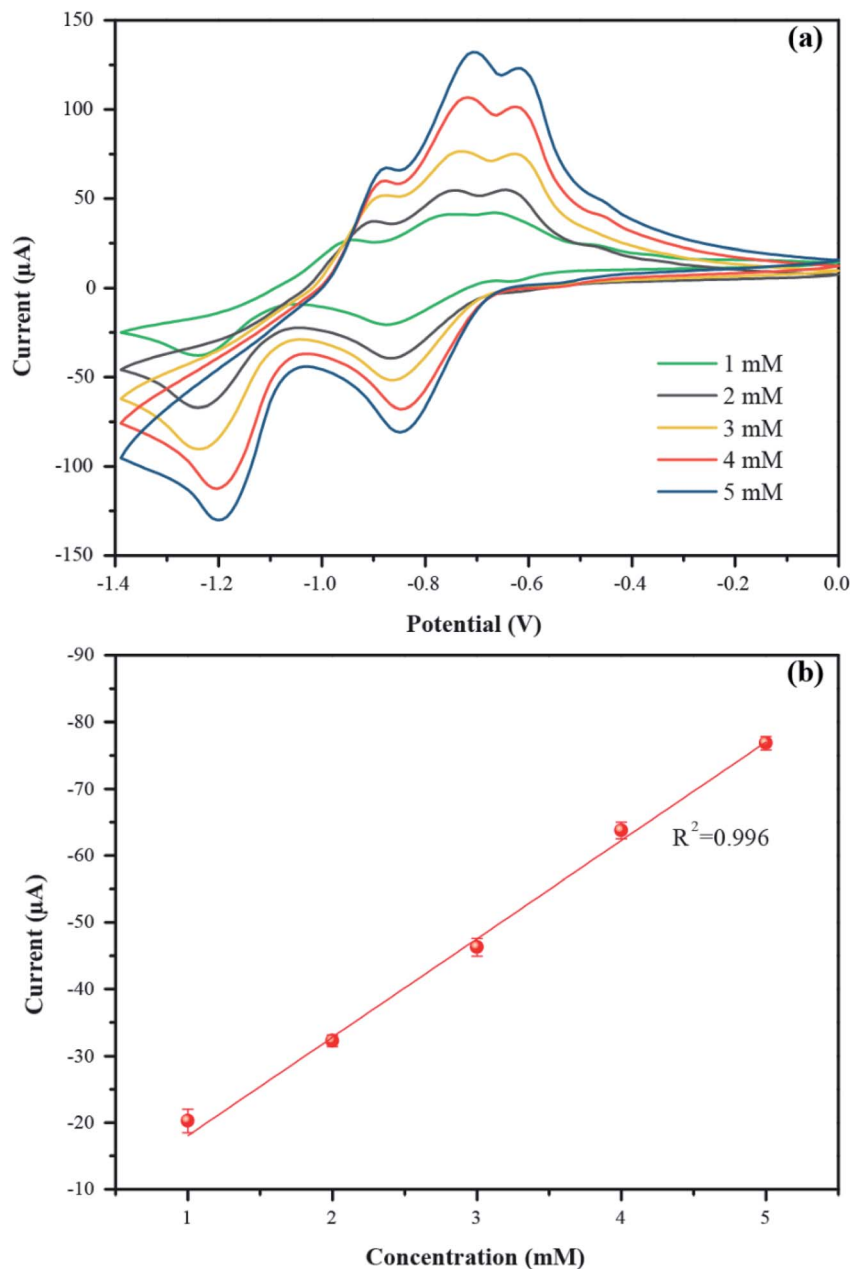 (a)
150
100
50
0
-50
-100
-150
Current (µA)
1 mM
2 mM
3 mM
4 mM
5 mM
-1.4 -1.2 -1.0 -0.8 -0.6 -0.4 -0.2 0.0
Potential (V)
(b)
-90
-80
-70
-60
-50
-40
-30
-20
-10
Current (µA)
R²=0.996
1 2 3 4 5
Concentration (mM)